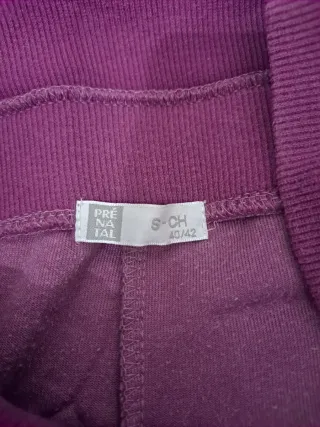 PRÉ
NA
TAL
S-CH
40/42